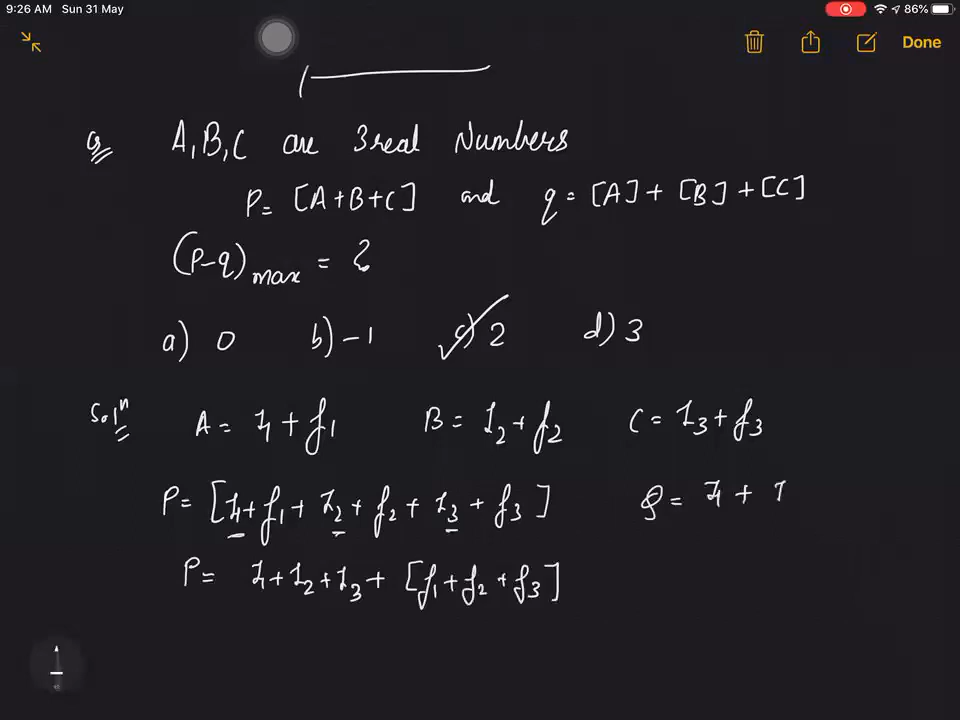 9:26 AM Sun 31 May 86%
Done
Q A,B,C are 3 real Numbers
P= [A+B+C] and q = [A] + [B] + [C]
(P-q) max = ?
a) 0 b) -1 c) 2 d) 3
Solⁿ A = I₁ + f₁ B = I₂ + f₂ C = I₃ + f₃
P= [I₁ + f₁ + I₂ + f₂ + I₃ + f₃] Q = I₁ + I
P= I₁ + I₂ + I₃ + [f₁ + f₂ + f₃]